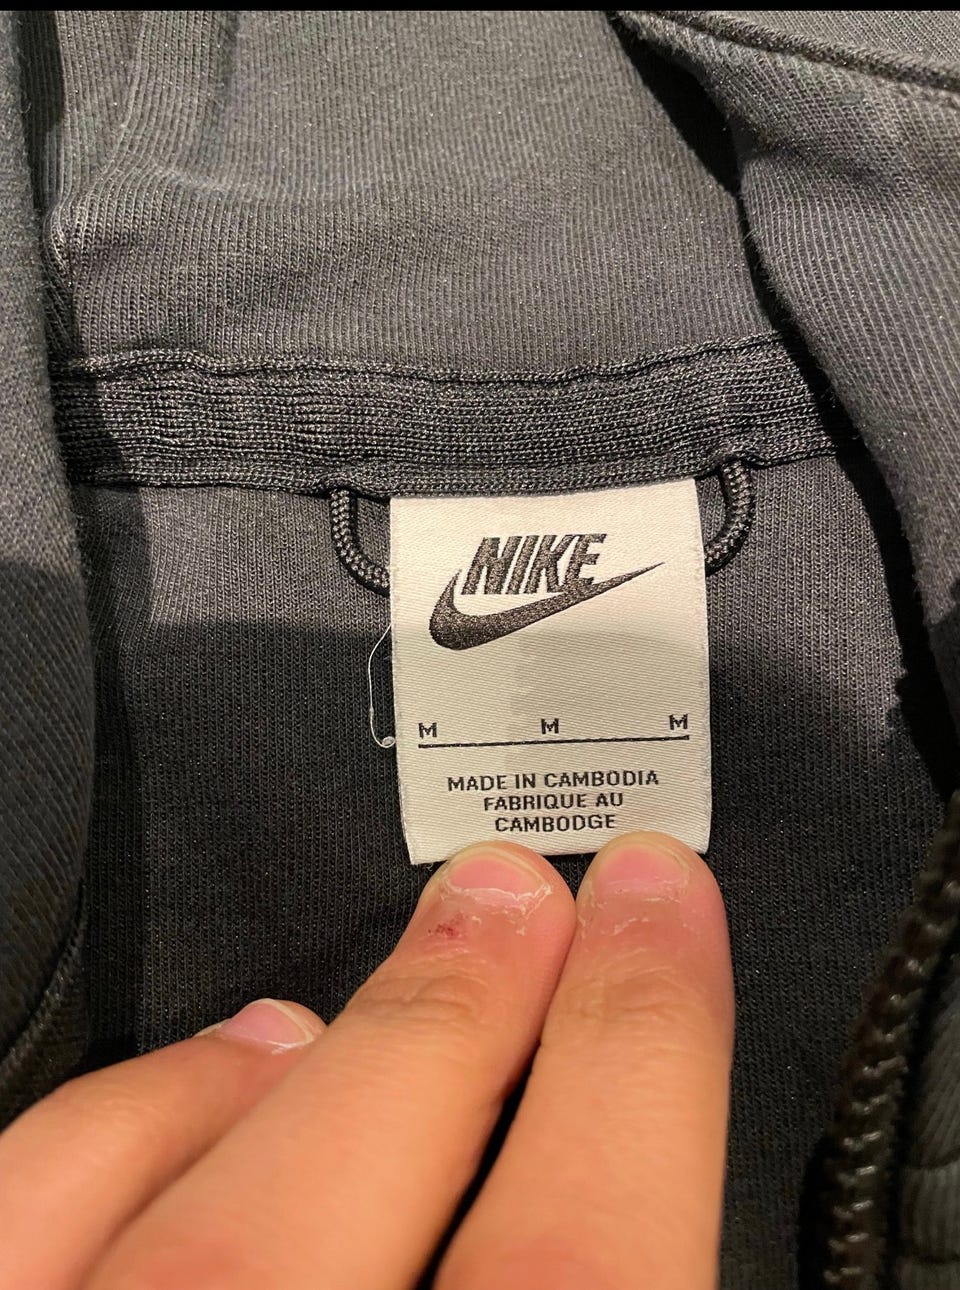 NIKE
M M M
MADE IN CAMBODIA
FABRIQUE AU
CAMBODGE